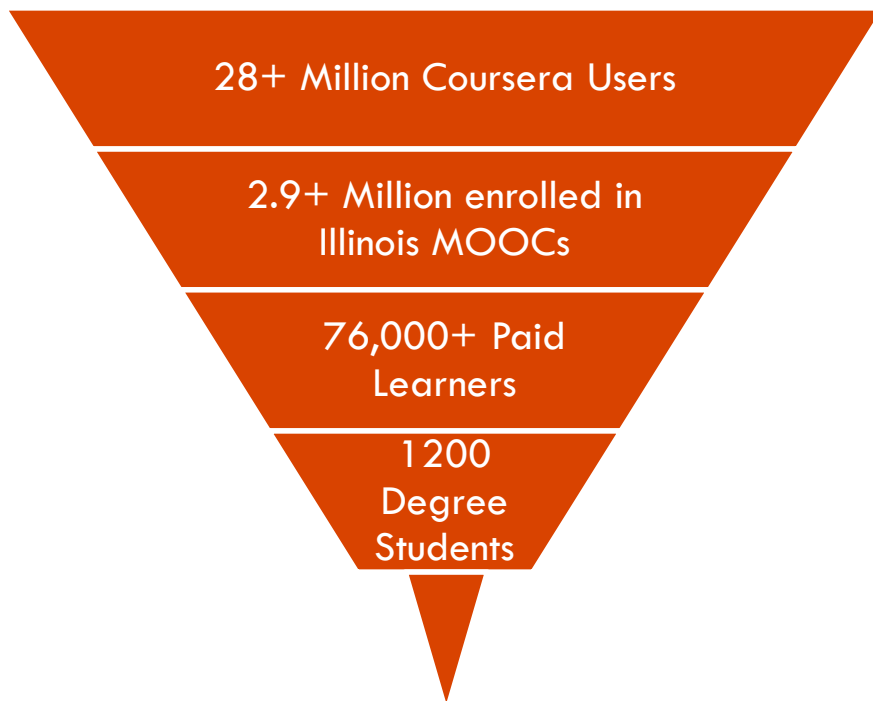 28+ Million Coursera Users
2.9+ Million enrolled in
Illinois MOOCs
76,000+ Paid
Learners
1200
Degree
Students